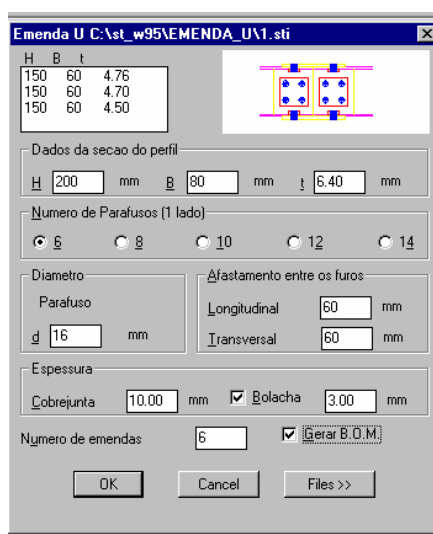 Emenda U C:\st_w95\EMENDA_U\1.sti
H B t
150 60 4.76
150 60 4.70
150 60 4.50
Dados da secao do perfil
H 200 mm B 80 mm t 6.40 mm
Numero de Parafusos (1 lado)
6 8 10 12 14
Diametro
Parafuso
d 16 mm
Afastamento entre os furos
Longitudinal 60 mm
Transversal 60 mm
Espessura
Cobrejunta 10.00 mm Bolacha 3.00 mm
Numero de emendas 6 Gerar B.O.M.
OK Cancel Files >>